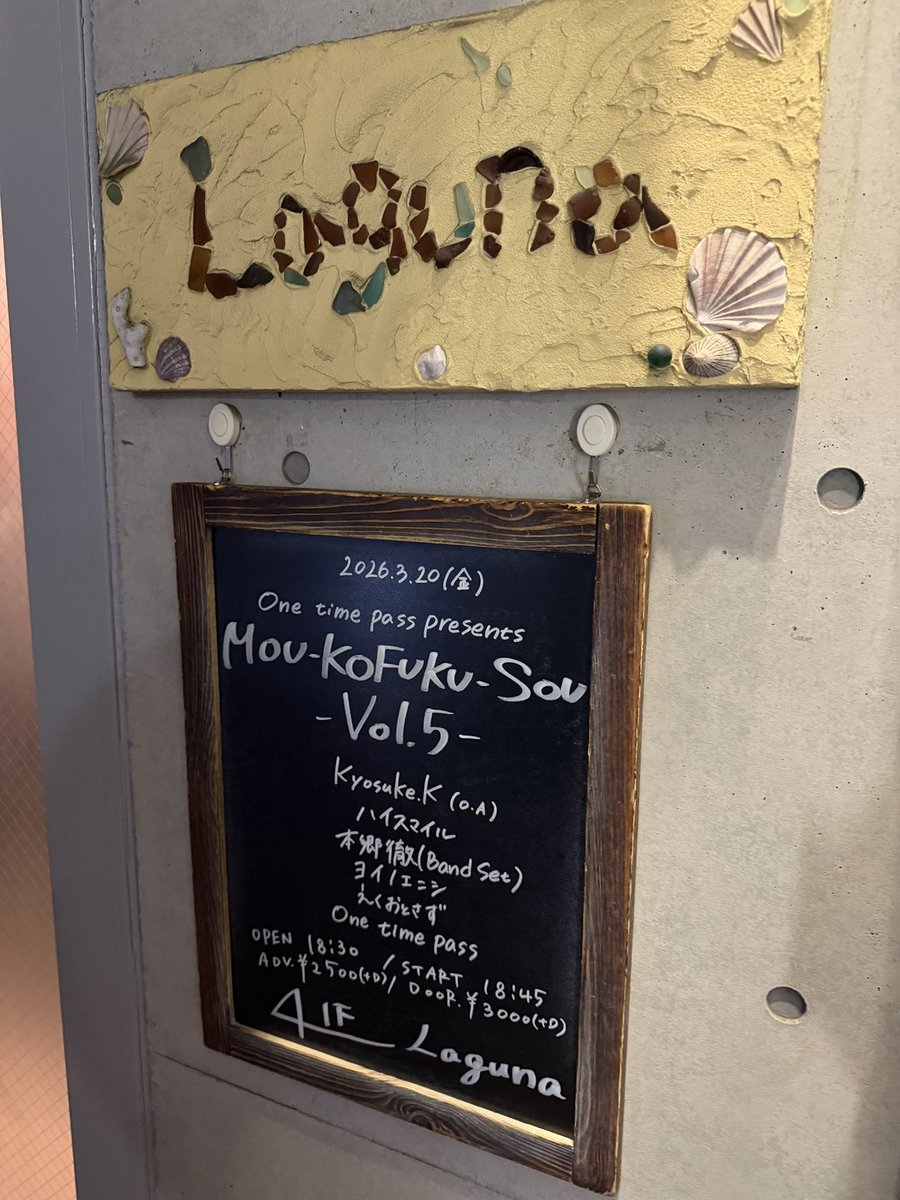 Laguna
2026.3.20(金)
One time pass presents
Mou-KoFuku-Sou
-Vol.5-
Kyosuke.K (O.A)
ハイスマイル
本郷徹(Band Set)
ヨイノエニシ
えくおとさず
One time pass
OPEN 18:30 / START 18:45
ADV.¥2500(+D)/ DOOR.¥3000(+D)
1F Laguna